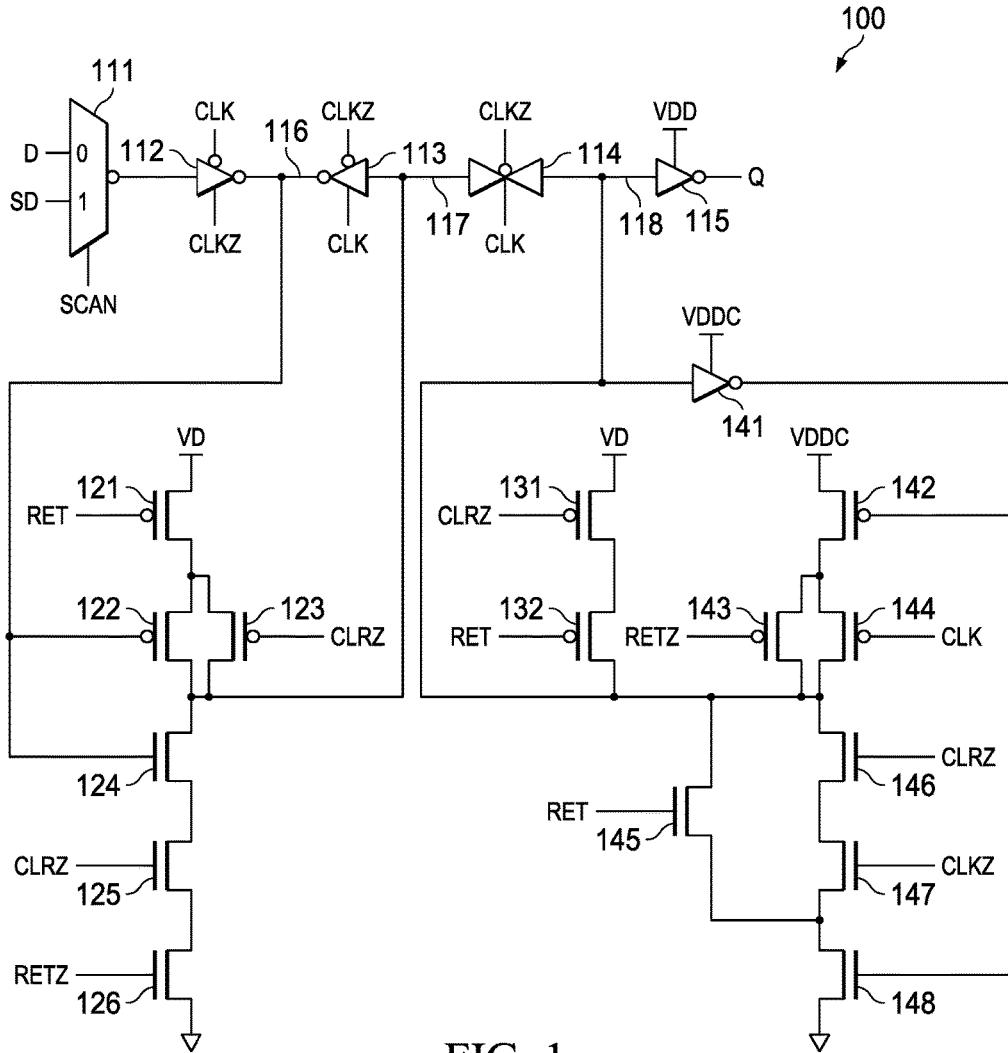 100
111
CLK
CLKZ
CLKZ
VDD
D
0
112
116
113
114
Q
SD
1
CLKZ
CLK
117
CLK
118
115
SCAN
VDDC
141
VD
VD
VDDC
121
131
142
RET
CLRZ
122
123
132
143
144
CLRZ
RET
RETZ
CLK
124
146
CLRZ
RET
145
CLRZ
125
147
CLKZ
RETZ
126
148
FIG. 1